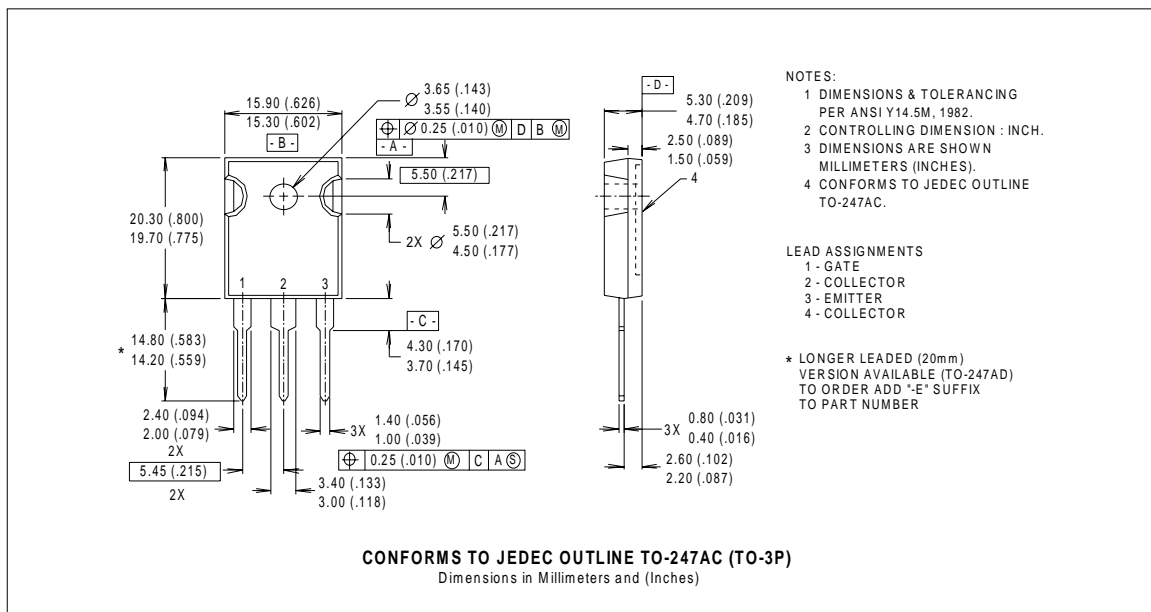 3.65 (.143)
3.55 (.140)
15.90 (.626)
15.30 (.602)
- B -
⌖ ⌀ 0.25 (.010) Ⓜ D B Ⓜ
- A -
5.50 (.217)
20.30 (.800)
19.70 (.775)
2X ⌀ 5.50 (.217)
4.50 (.177)
1 2 3
* 14.80 (.583)
14.20 (.559)
- C -
4.30 (.170)
3.70 (.145)
2.40 (.094)
2.00 (.079)
2X
5.45 (.215)
2X
3X 1.40 (.056)
1.00 (.039)
⌖ 0.25 (.010) Ⓜ C A Ⓢ
3.40 (.133)
3.00 (.118)
- D -
5.30 (.209)
4.70 (.185)
2.50 (.089)
1.50 (.059)
4
3X 0.80 (.031)
0.40 (.016)
2.60 (.102)
2.20 (.087)
NOTES:
1 DIMENSIONS & TOLERANCING
PER ANSI Y14.5M, 1982.
2 CONTROLLING DIMENSION : INCH.
3 DIMENSIONS ARE SHOWN
MILLIMETERS (INCHES).
4 CONFORMS TO JEDEC OUTLINE
TO-247AC.
LEAD ASSIGNMENTS
1 - GATE
2 - COLLECTOR
3 - EMITTER
4 - COLLECTOR
* LONGER LEADED (20mm)
VERSION AVAILABLE (TO-247AD)
TO ORDER ADD "-E" SUFFIX
TO PART NUMBER
CONFORMS TO JEDEC OUTLINE TO-247AC (TO-3P)
Dimensions in Millimeters and (Inches)